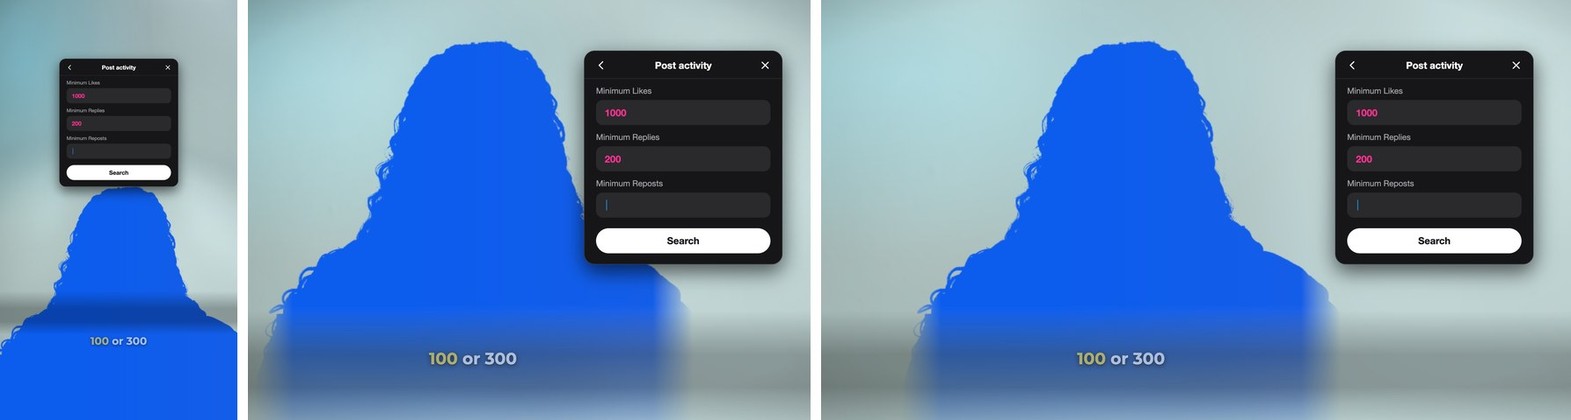 Post activity
Minimum Likes
1000
Minimum Replies
200
Minimum Reposts
Search
100 or 300
Post activity
Minimum Likes
1000
Minimum Replies
200
Minimum Reposts
Search
100 or 300
Post activity
Minimum Likes
1000
Minimum Replies
200
Minimum Reposts
Search
100 or 300